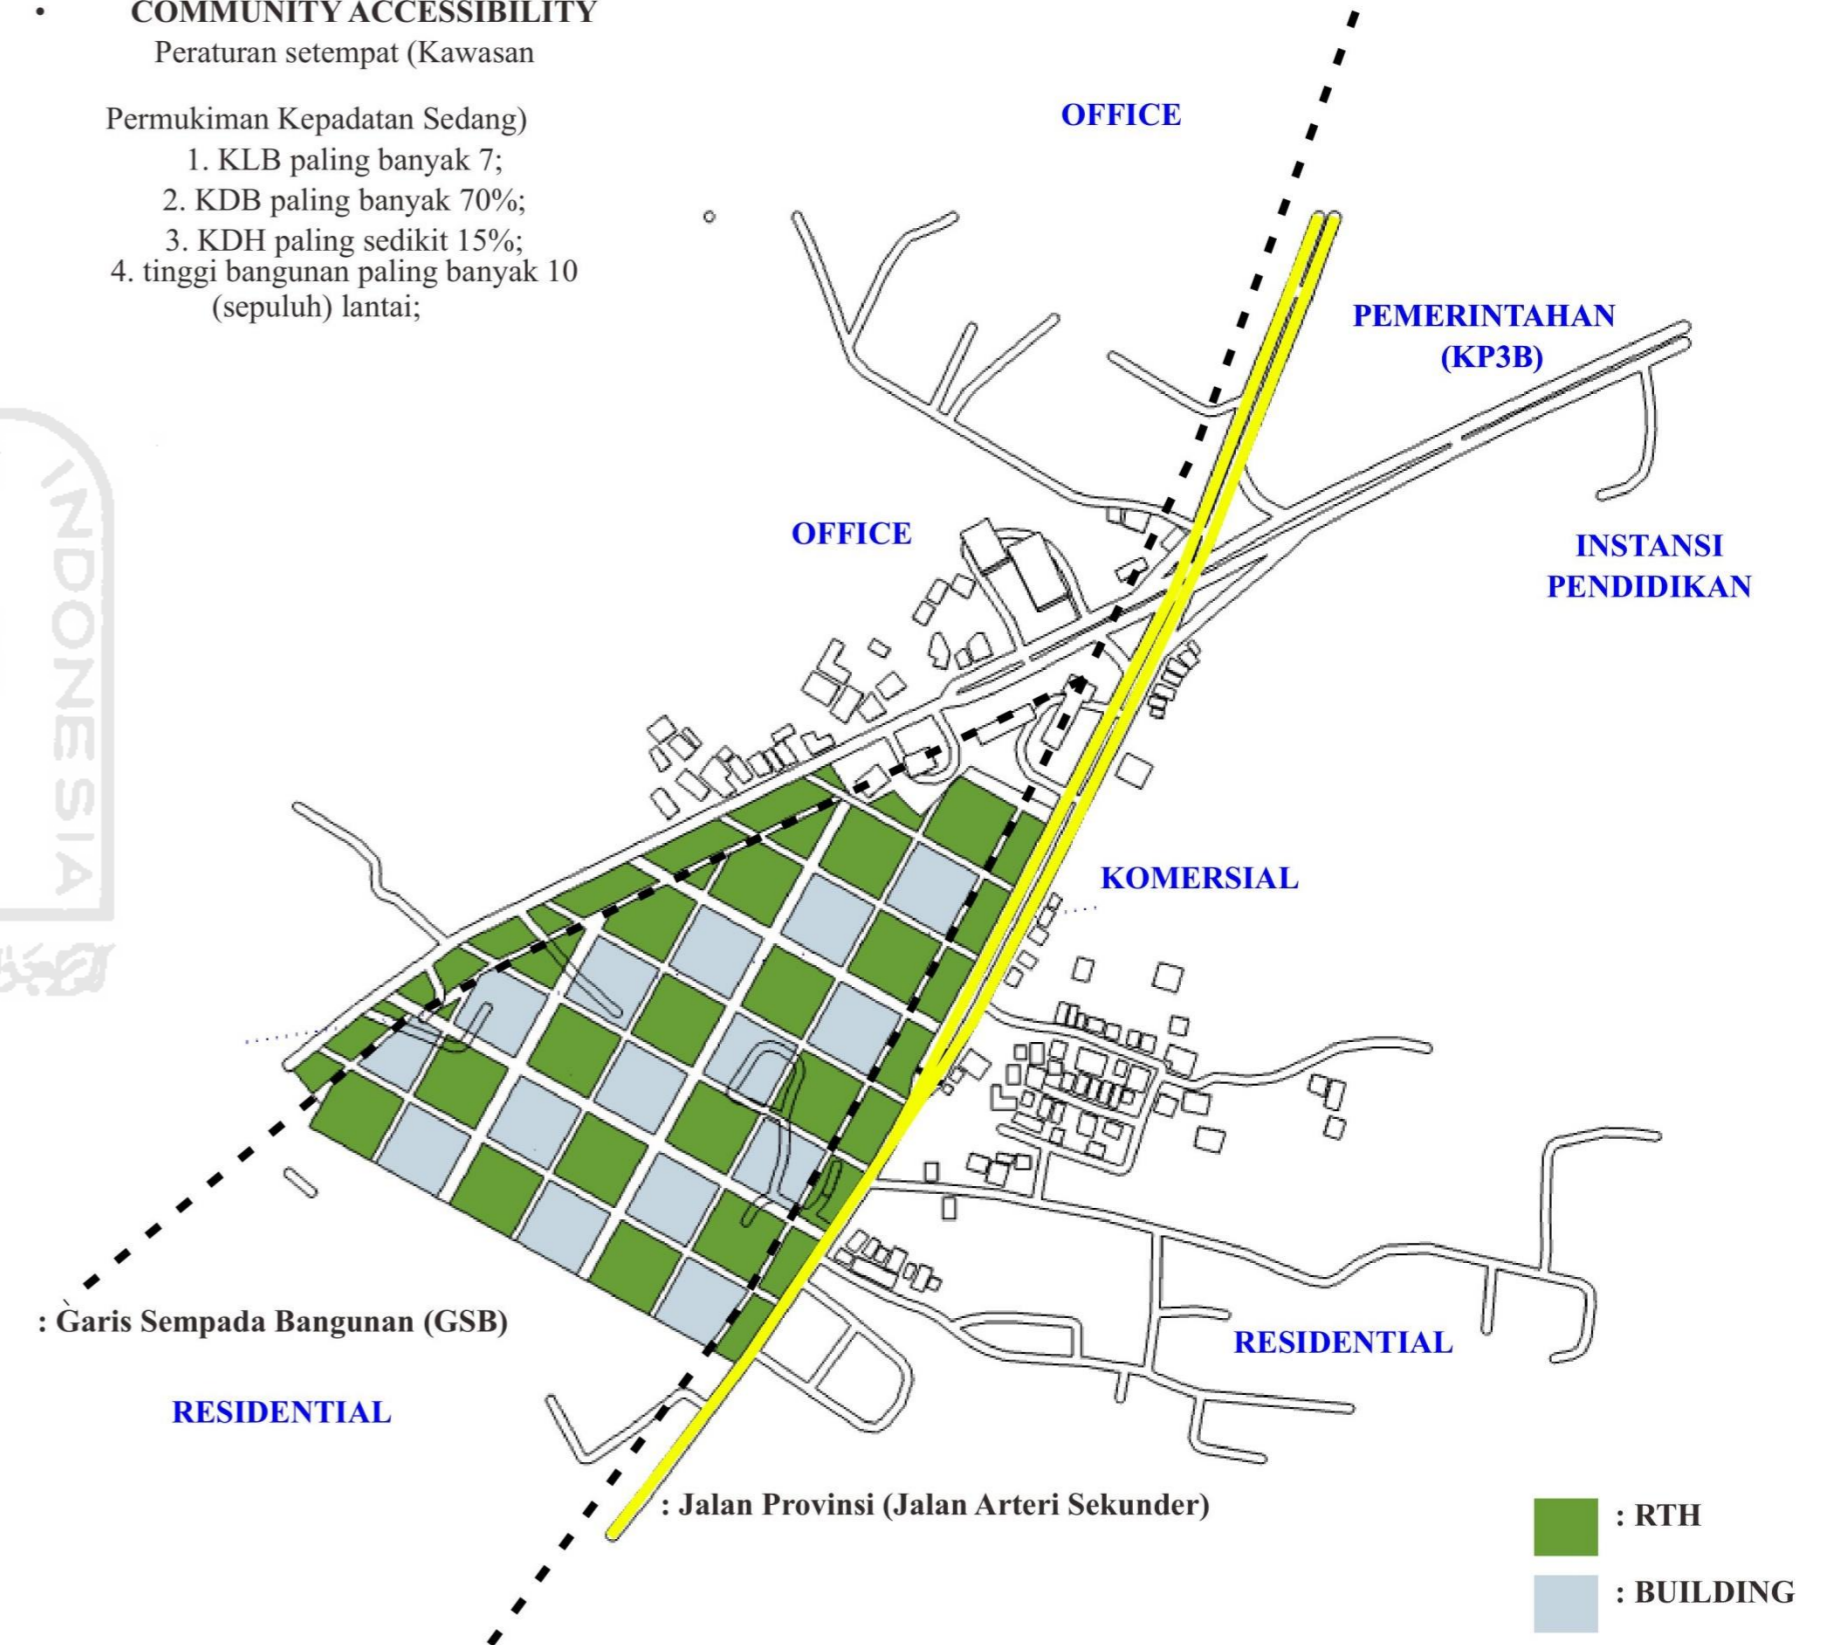 • COMMUNITY ACCESSIBILITY
Peraturan setempat (Kawasan
Permukiman Kepadatan Sedang)
1. KLB paling banyak 7;
2. KDB paling banyak 70%;
3. KDH paling sedikit 15%;
4. tinggi bangunan paling banyak 10
(sepuluh) lantai;
OFFICE
PEMERINTAHAN
(KP3B)
OFFICE
INSTANSI
PENDIDIKAN
INDONESIA
KOMERSIAL
: Garis Sempada Bangunan (GSB)
RESIDENTIAL
RESIDENTIAL
: Jalan Provinsi (Jalan Arteri Sekunder)
: RTH
: BUILDING